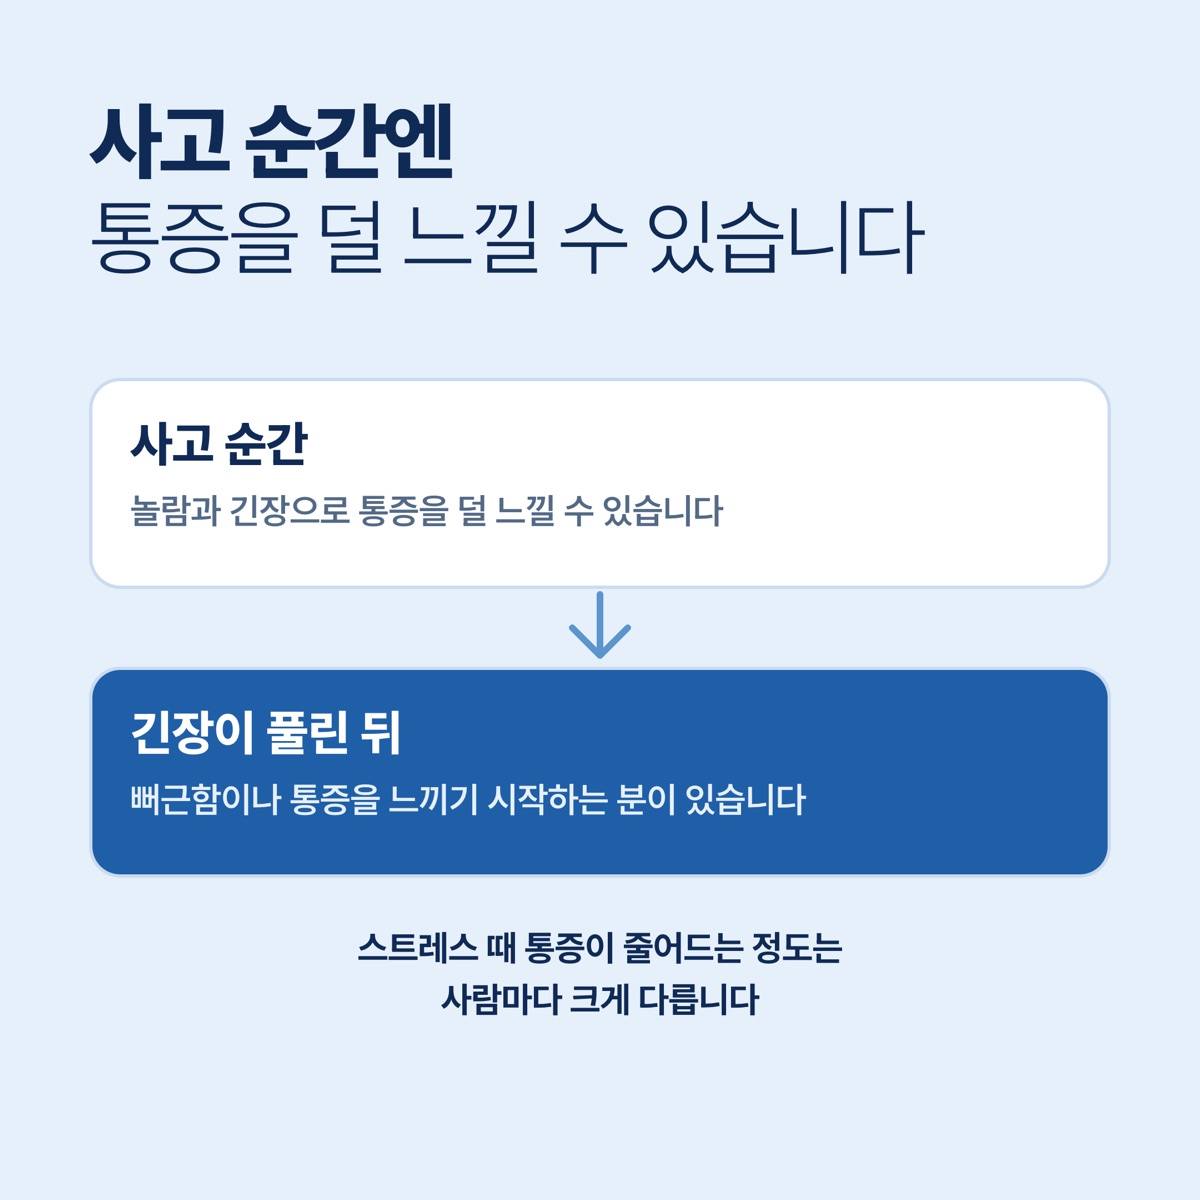 사고 순간엔
통증을 덜 느낄 수 있습니다
사고 순간
놀람과 긴장으로 통증을 덜 느낄 수 있습니다
긴장이 풀린 뒤
뻐근함이나 통증을 느끼기 시작하는 분이 있습니다
스트레스 때 통증이 줄어드는 정도는
사람마다 크게 다릅니다